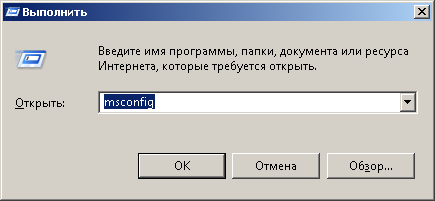 Выполнить
Введите имя программы, папки, документа или ресурса
Интернета, которые требуется открыть.
Открыть: msconfig
OK Отмена Обзор...